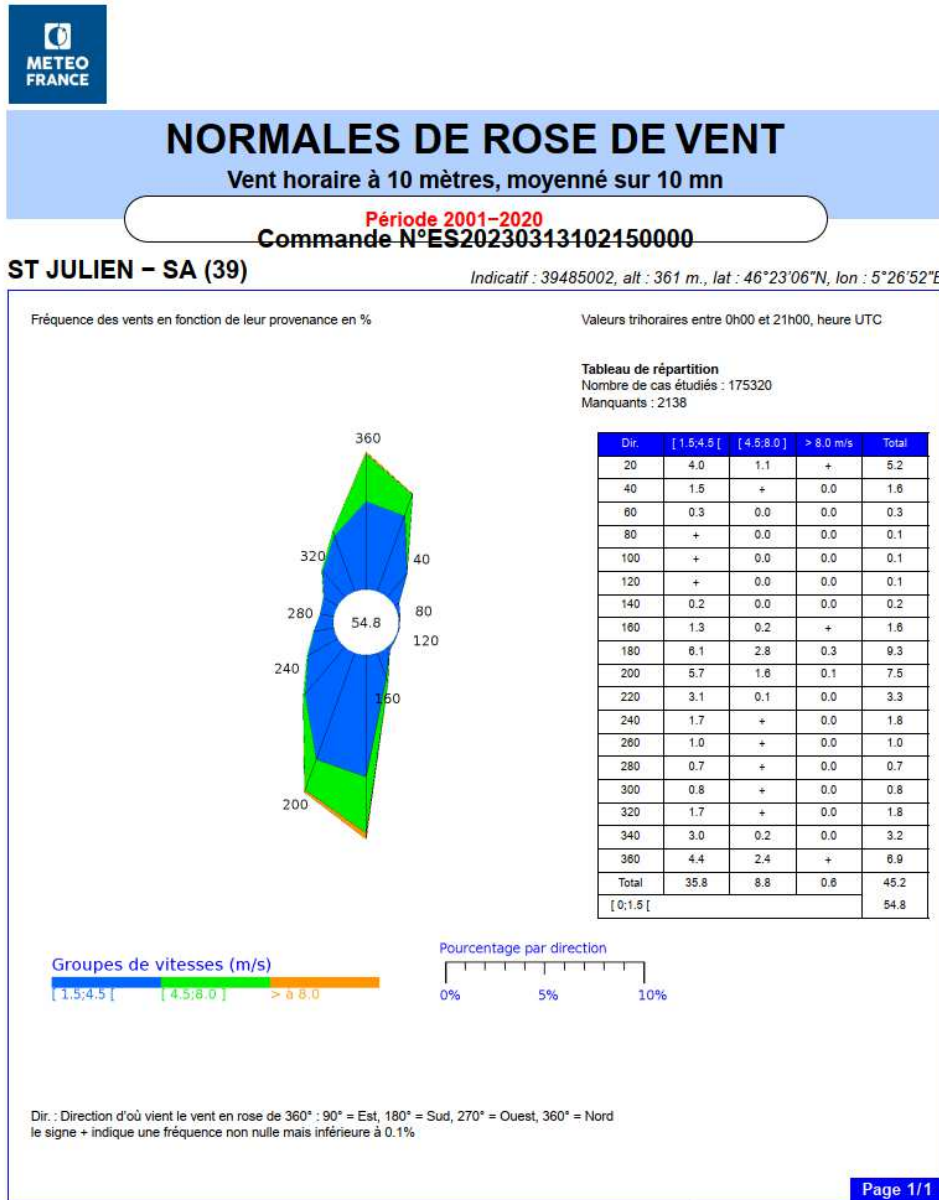 METEO
FRANCE
NORMALES DE ROSE DE VENT
Vent horaire à 10 mètres, moyenné sur 10 mn
Période 2001−2020
Commande N°ES20230313102150000
ST JULIEN − SA (39)
Indicatif : 39485002, alt : 361 m., lat : 46°23'06"N, lon : 5°26'52"E
Fréquence des vents en fonction de leur provenance en %
Valeurs trihoraires entre 0h00 et 21h00, heure UTC
Tableau de répartition
Nombre de cas étudiés : 175320
Manquants : 2138
360
320
40
280
54.8
80
120
240
160
200
Dir. [ 1.5;4.5 [ [ 4.5;8.0 ] > 8.0 m/s Total
20 4.0 1.1 + 5.2
40 1.5 + 0.0 1.6
60 0.3 0.0 0.0 0.3
80 + 0.0 0.0 0.1
100 + 0.0 0.0 0.1
120 + 0.0 0.0 0.1
140 0.2 0.0 0.0 0.2
160 1.3 0.2 + 1.6
180 6.1 2.8 0.3 9.3
200 5.7 1.6 0.1 7.5
220 3.1 0.1 0.0 3.3
240 1.7 + 0.0 1.8
260 1.0 + 0.0 1.0
280 0.7 + 0.0 0.7
300 0.8 + 0.0 0.8
320 1.7 + 0.0 1.8
340 3.0 0.2 0.0 3.2
360 4.4 2.4 + 6.9
Total 35.8 8.8 0.6 45.2
[ 0;1.5 [ 54.8
Groupes de vitesses (m/s)
[ 1.5;4.5 [ [ 4.5;8.0 ] > à 8.0
Pourcentage par direction
0% 5% 10%
Dir. : Direction d'où vient le vent en rose de 360° : 90° = Est, 180° = Sud, 270° = Ouest, 360° = Nord
le signe + indique une fréquence non nulle mais inférieure à 0.1%
Page 1/1